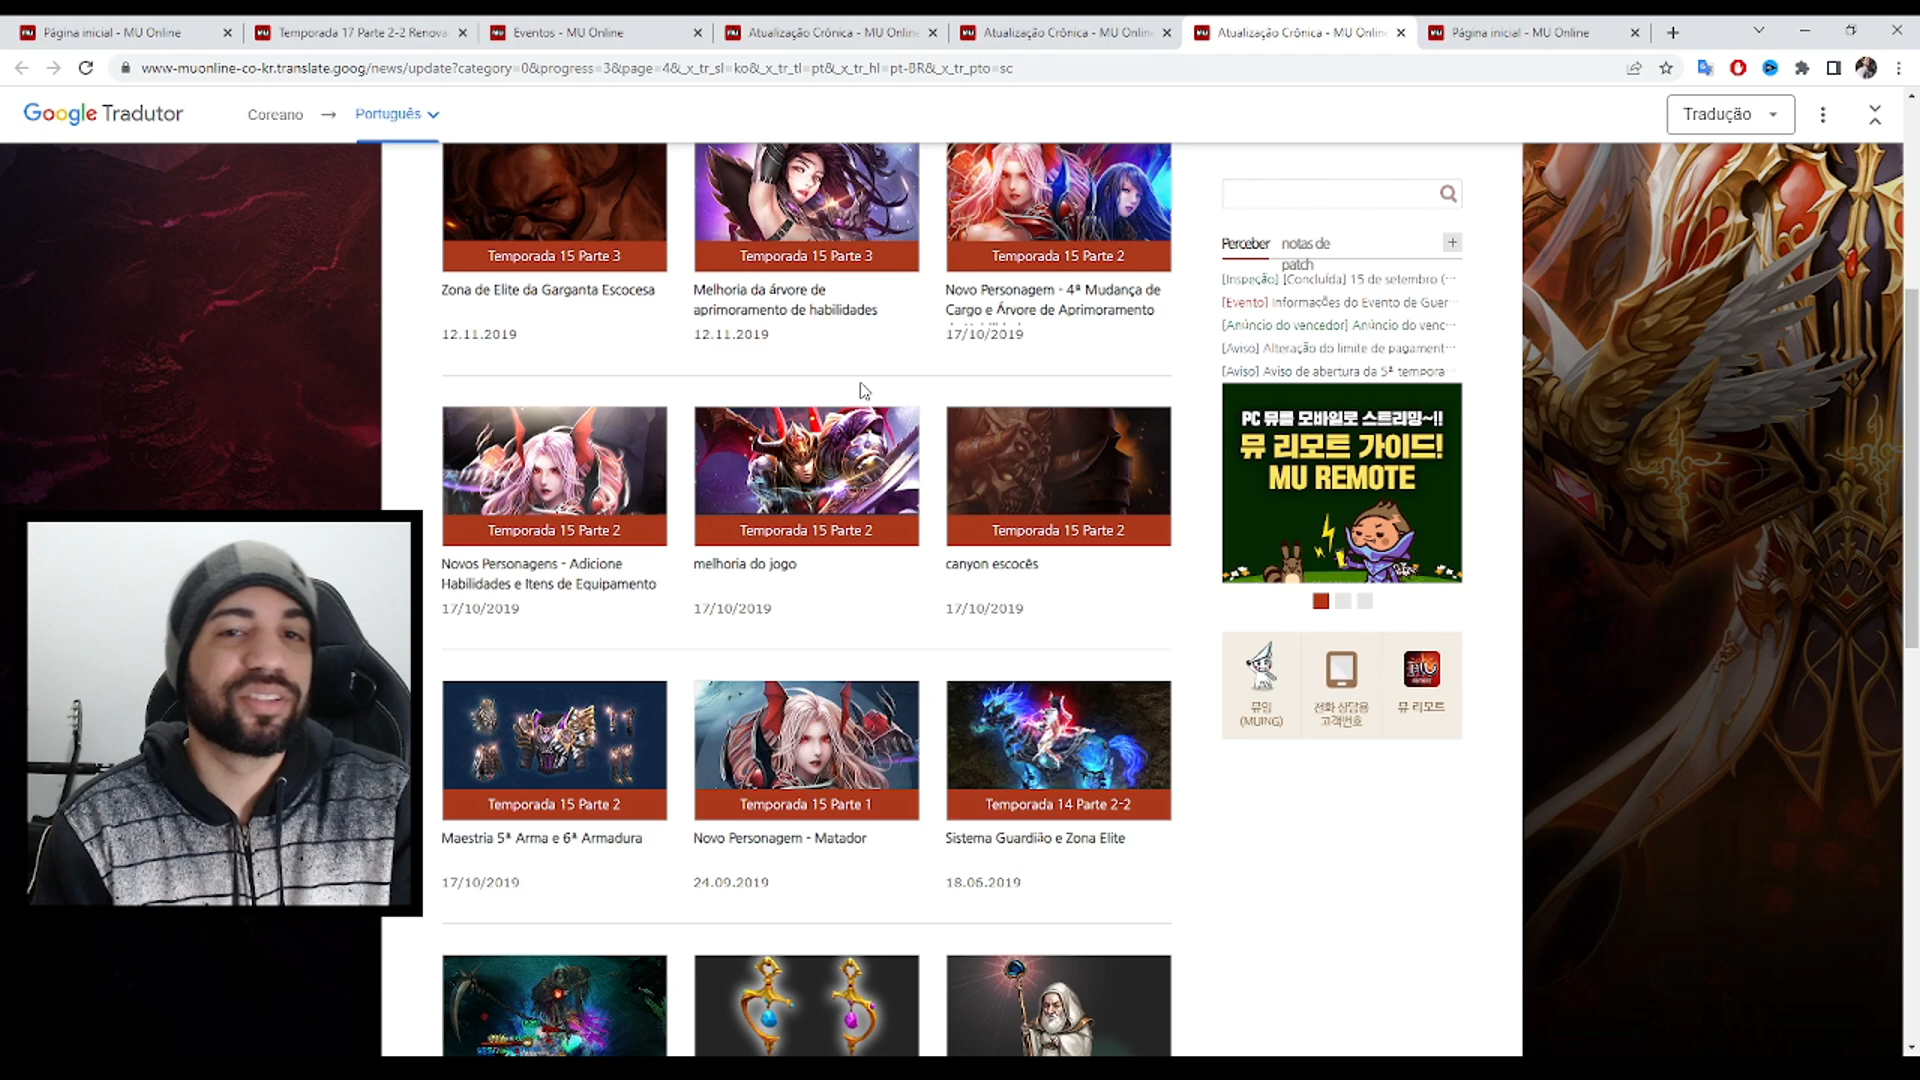 Página inicial - MU Online
Temporada 17 Parte 2-2 Renova
Eventos - MU Online
Atualização Crônica - MU Onlin
Atualização Crônica - MU Onlin
Atualização Crônica - MU Onlin
Página inicial - MU Online
www-muonline-co-kr.translate.goog/news/update?category=0&progress=3&page=4&_x_tr_sl=ko&_x_tr_tl=pt&_x_tr_hl=pt-BR&_x_tr_pto=sc
Google Tradutor
Coreano → Português
Tradução
Temporada 15 Parte 3
Zona de Elite da Garganta Escocesa
12.11.2019
Temporada 15 Parte 3
Melhoria da árvore de
aprimoramento de habilidades
12.11.2019
Temporada 15 Parte 2
Novo Personagem - 4ª Mudança de
Cargo e Árvore de Aprimoramento
17/10/2019
Temporada 15 Parte 2
Novos Personagens - Adicione
Habilidades e Itens de Equipamento
17/10/2019
Temporada 15 Parte 2
melhoria do jogo
17/10/2019
Temporada 15 Parte 2
canyon escocês
17/10/2019
Temporada 15 Parte 2
Maestria 5ª Arma e 6ª Armadura
17/10/2019
Temporada 15 Parte 1
Novo Personagem - Matador
24.09.2019
Temporada 14 Parte 2-2
Sistema Guardião e Zona Elite
18.06.2019
Perceber
notas de
patch
+
[Inspeção] [Concluída] 15 de setembro (···
[Evento] Informações do Evento de Guer···
[Anúncio do vencedor] Anúncio do venc···
[Aviso] Alteração do limite de pagament···
[Aviso] Aviso de abertura da 5ª tempora···
PC 뮤를 모바일로 스트리밍~!!
뮤 리모트 가이드!
MU REMOTE
뮤잉
(MUING)
전화 상담용
고객번호
뮤 리모트